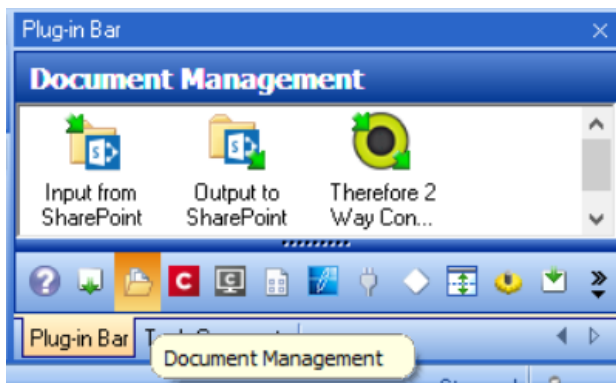 Plug-in Bar
Document Management
Input from
SharePoint
Output to
SharePoint
Therefore 2
Way Con...
Plug-in Bar
Document Management